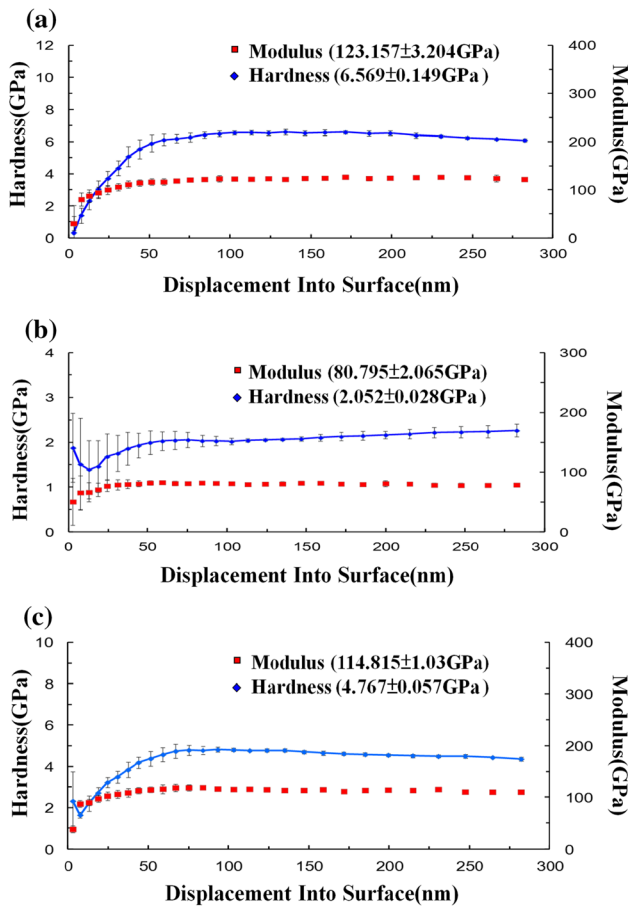 (a)
12
10
8
6
4
2
0
Hardness(GPa)
Modulus (123.157±3.204GPa)
Hardness (6.569±0.149GPa )
400
300
200
100
0
Modulus(GPa)
0 50 100 150 200 250 300
Displacement Into Surface(nm)
(b)
4
3
2
1
0
Hardness(GPa)
Modulus (80.795±2.065GPa)
Hardness (2.052±0.028GPa )
300
200
100
0
Modulus(GPa)
0 50 100 150 200 250 300
Displacement Into Surface(nm)
(c)
10
8
6
4
2
0
Hardness(GPa)
Modulus (114.815±1.03GPa)
Hardness (4.767±0.057GPa )
400
300
200
100
0
Modulus(GPa)
0 50 100 150 200 250 300
Displacement Into Surface(nm)